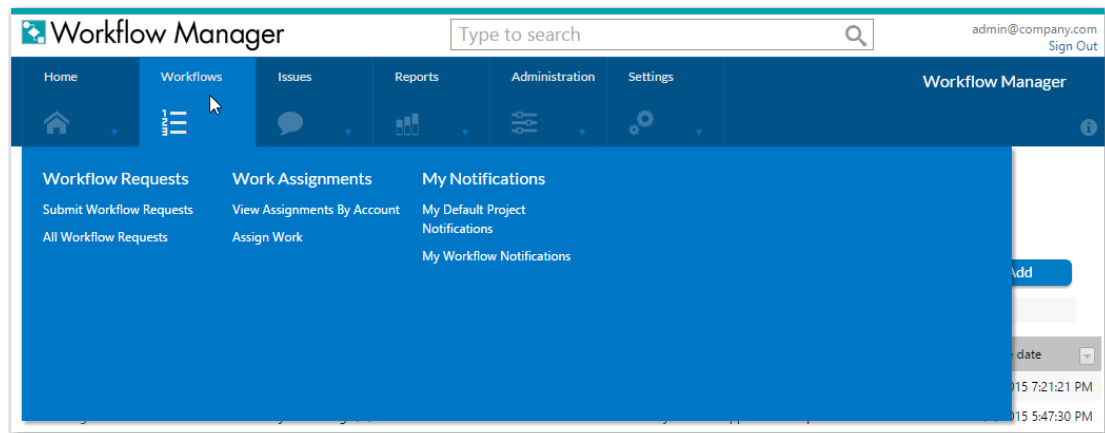 Workflow Manager
Type to search
admin@company.com
Sign Out
Home
Workflows
Issues
Reports
Administration
Settings
Workflow Manager
Workflow Requests
Submit Workflow Requests
All Workflow Requests
Work Assignments
View Assignments By Account
Assign Work
My Notifications
My Default Project
Notifications
My Workflow Notifications
Add
date
7:21:21 PM
5:47:30 PM